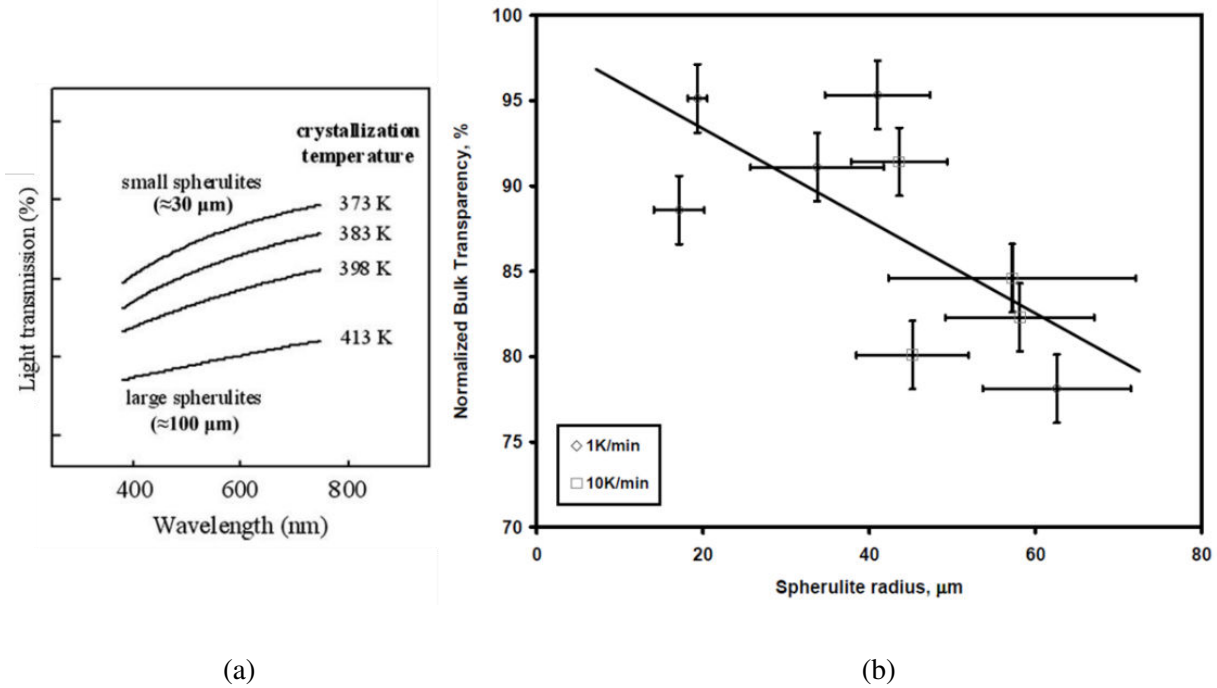 crystallization
temperature
small spherulites
(≈30 µm)
373 K
383 K
398 K
413 K
large spherulites
(≈100 µm)
Light transmission (%)
400
600
800
Wavelength (nm)
100
95
90
85
80
75
70
Normalized Bulk Transparency, %
1K/min
10K/min
0
20
40
60
80
Spherulite radius, µm
(a)
(b)